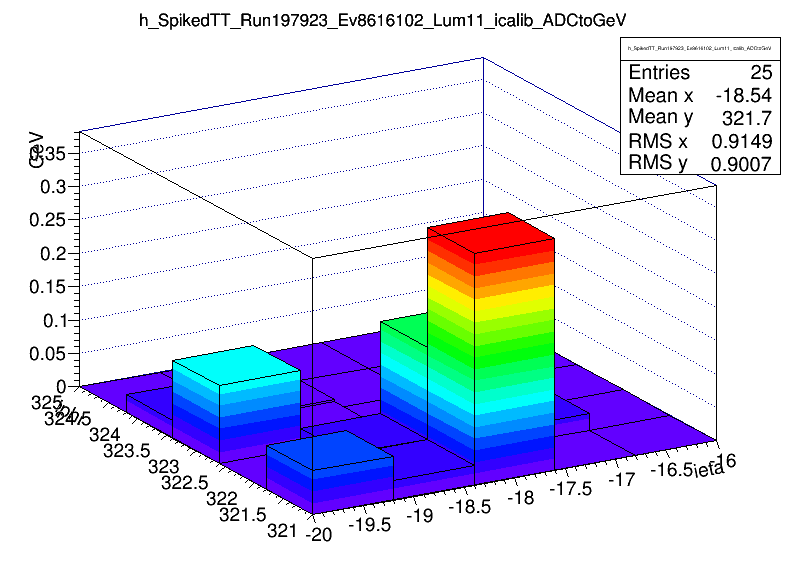 h_SpikedTT_Run197923_Ev8616102_Lum11_icalib_ADCtoGeV
h_SpikedTT_Run197923_Ev8616102_Lum11_icalib_ADCtoGeV
Entries 25
Mean x -18.54
Mean y 321.7
RMS x 0.9149
RMS y 0.9007
GeV
0.35
0.3
0.25
0.2
0.15
0.1
0.05
0
325
324.5
324
323.5
323
322.5
322
321.5
321
-20
-19.5
-19
-18.5
-18
-17.5
-17
-16.5
-16
ieta